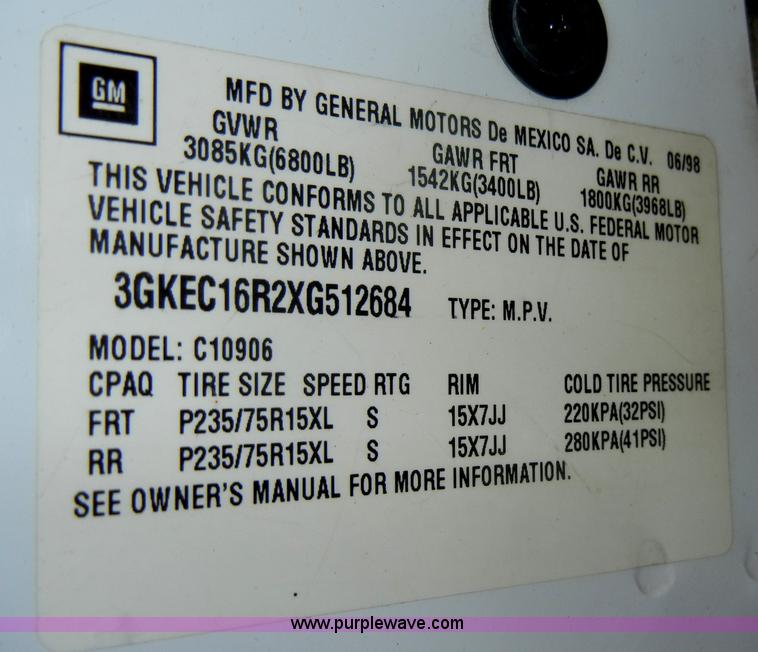 GM
MFD BY GENERAL MOTORS De MEXICO SA. De C.V. 06/98
GVWR GAWR FRT GAWR RR
3085KG(6800LB) 1542KG(3400LB) 1800KG(3968LB)
THIS VEHICLE CONFORMS TO ALL APPLICABLE U.S. FEDERAL MOTOR
VEHICLE SAFETY STANDARDS IN EFFECT ON THE DATE OF
MANUFACTURE SHOWN ABOVE.
3GKEC16R2XG512684 TYPE: M.P.V.
MODEL: C10906
CPAQ TIRE SIZE SPEED RTG RIM COLD TIRE PRESSURE
FRT P235/75R15XL S 15X7JJ 220KPA(32PSI)
RR P235/75R15XL S 15X7JJ 280KPA(41PSI)
SEE OWNER'S MANUAL FOR MORE INFORMATION.
www.purplewave.com